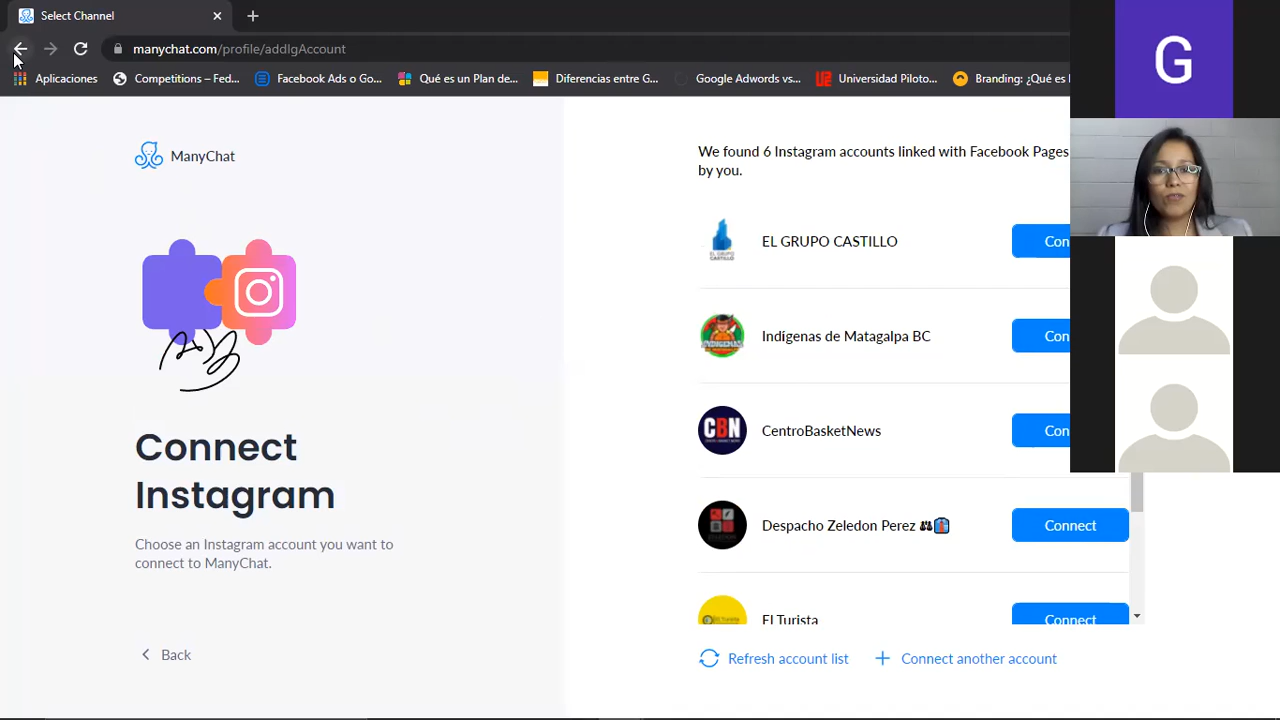 Select Channel
manychat.com/profile/addIgAccount
Aplicaciones
Competitions – Fed...
Facebook Ads o Go...
Qué es un Plan de...
Diferencias entre G...
Google Adwords vs...
Universidad Piloto...
Branding: ¿Qué es
G
ManyChat
Connect
Instagram
Choose an Instagram account you want to
connect to ManyChat.
Back
We found 6 Instagram accounts linked with Facebook Pages
by you.
EL GRUPO CASTILLO
Con
Indígenas de Matagalpa BC
Con
CBN
CentroBasketNews
Con
Despacho Zeledon Perez
Connect
El Turista
Connect
Refresh account list
Connect another account